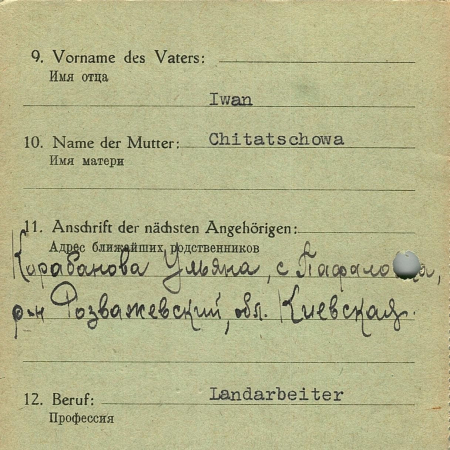 9. Vorname des Vaters:
Имя отца
Iwan
10. Name der Mutter: Chitatschowa
Имя матери
11. Anschrift der nächsten Angehörigen:
Адрес ближайших родственников
Карабанова Ульяна, с
р-н Розважевский, обл. Киевская.
12. Beruf: Landarbeiter
Профессия